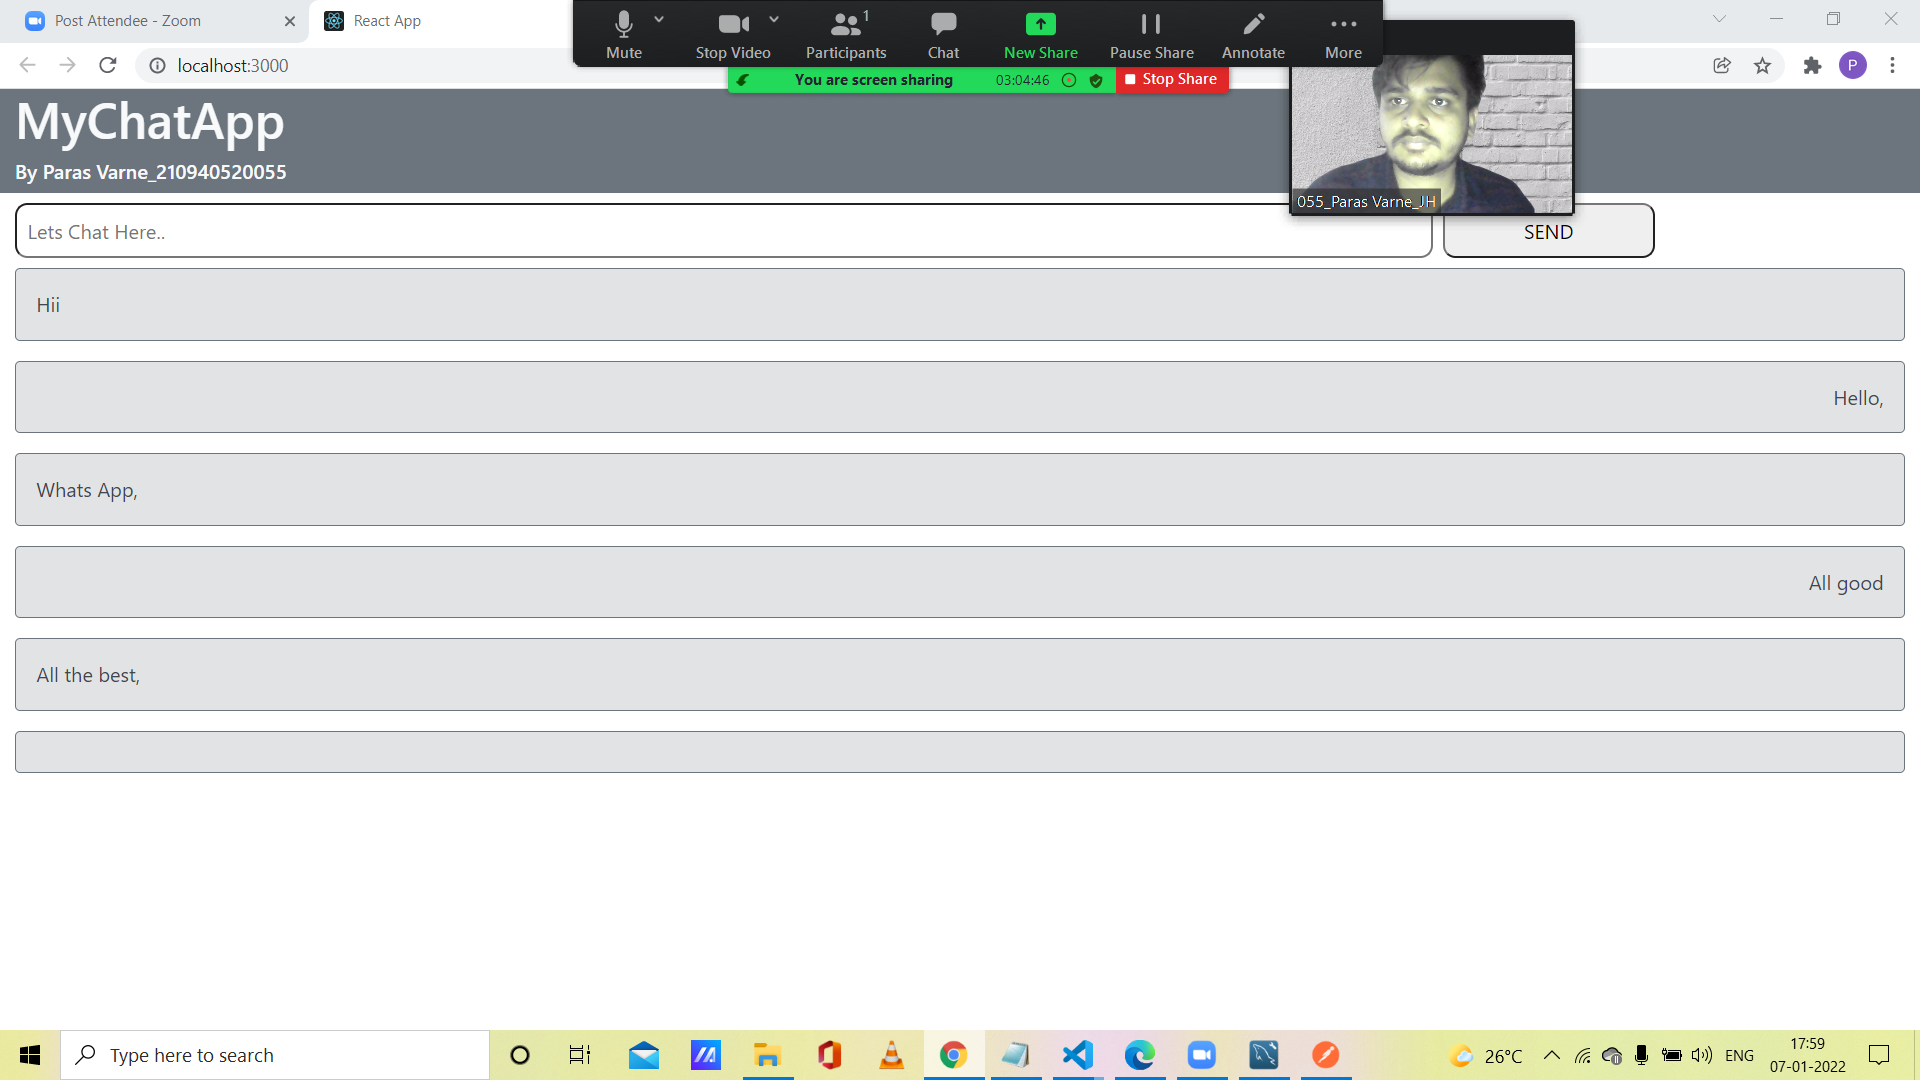 Post Attendee - Zoom
React App
Mute
Stop Video
Participants 1
Chat
New Share
Pause Share
Annotate
More
localhost:3000
P
You are screen sharing 03:04:46 Stop Share
MyChatApp
By Paras Varne_210940520055
055_Paras Varne_JH
Lets Chat Here..
SEND
Hii
Hello,
Whats App,
All good
All the best,
Type here to search
26°C
ENG
17:59
07-01-2022